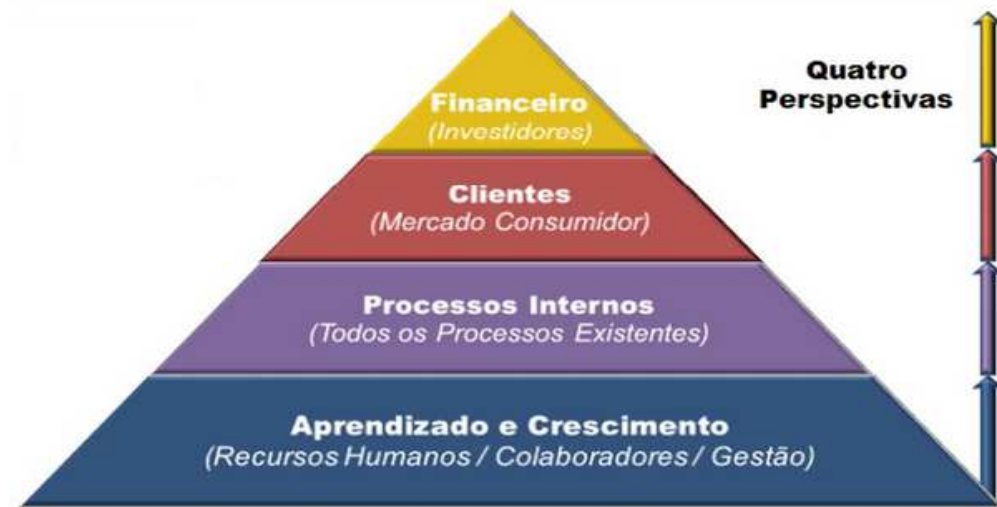 Quatro
Perspectivas
Financeiro
(Investidores)
Clientes
(Mercado Consumidor)
Processos Internos
(Todos os Processos Existentes)
Aprendizado e Crescimento
(Recursos Humanos / Colaboradores / Gestão)